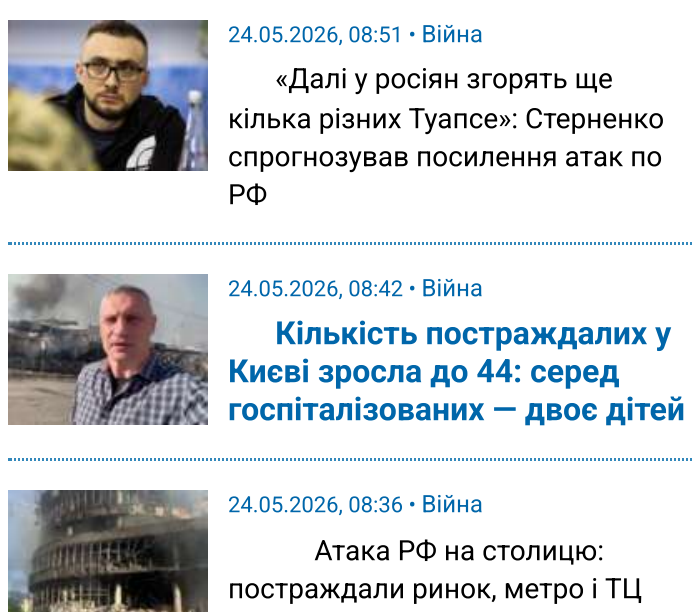 24.05.2026, 08:51 • Війна
«Далі у росіян згорять ще
кілька різних Туапсе»: Стерненко
спрогнозував посилення атак по
РФ
24.05.2026, 08:42 • Війна
Кількість постраждалих у
Києві зросла до 44: серед
госпіталізованих — двоє дітей
24.05.2026, 08:36 • Війна
Атака РФ на столицю:
постраждали ринок, метро і ТЦ